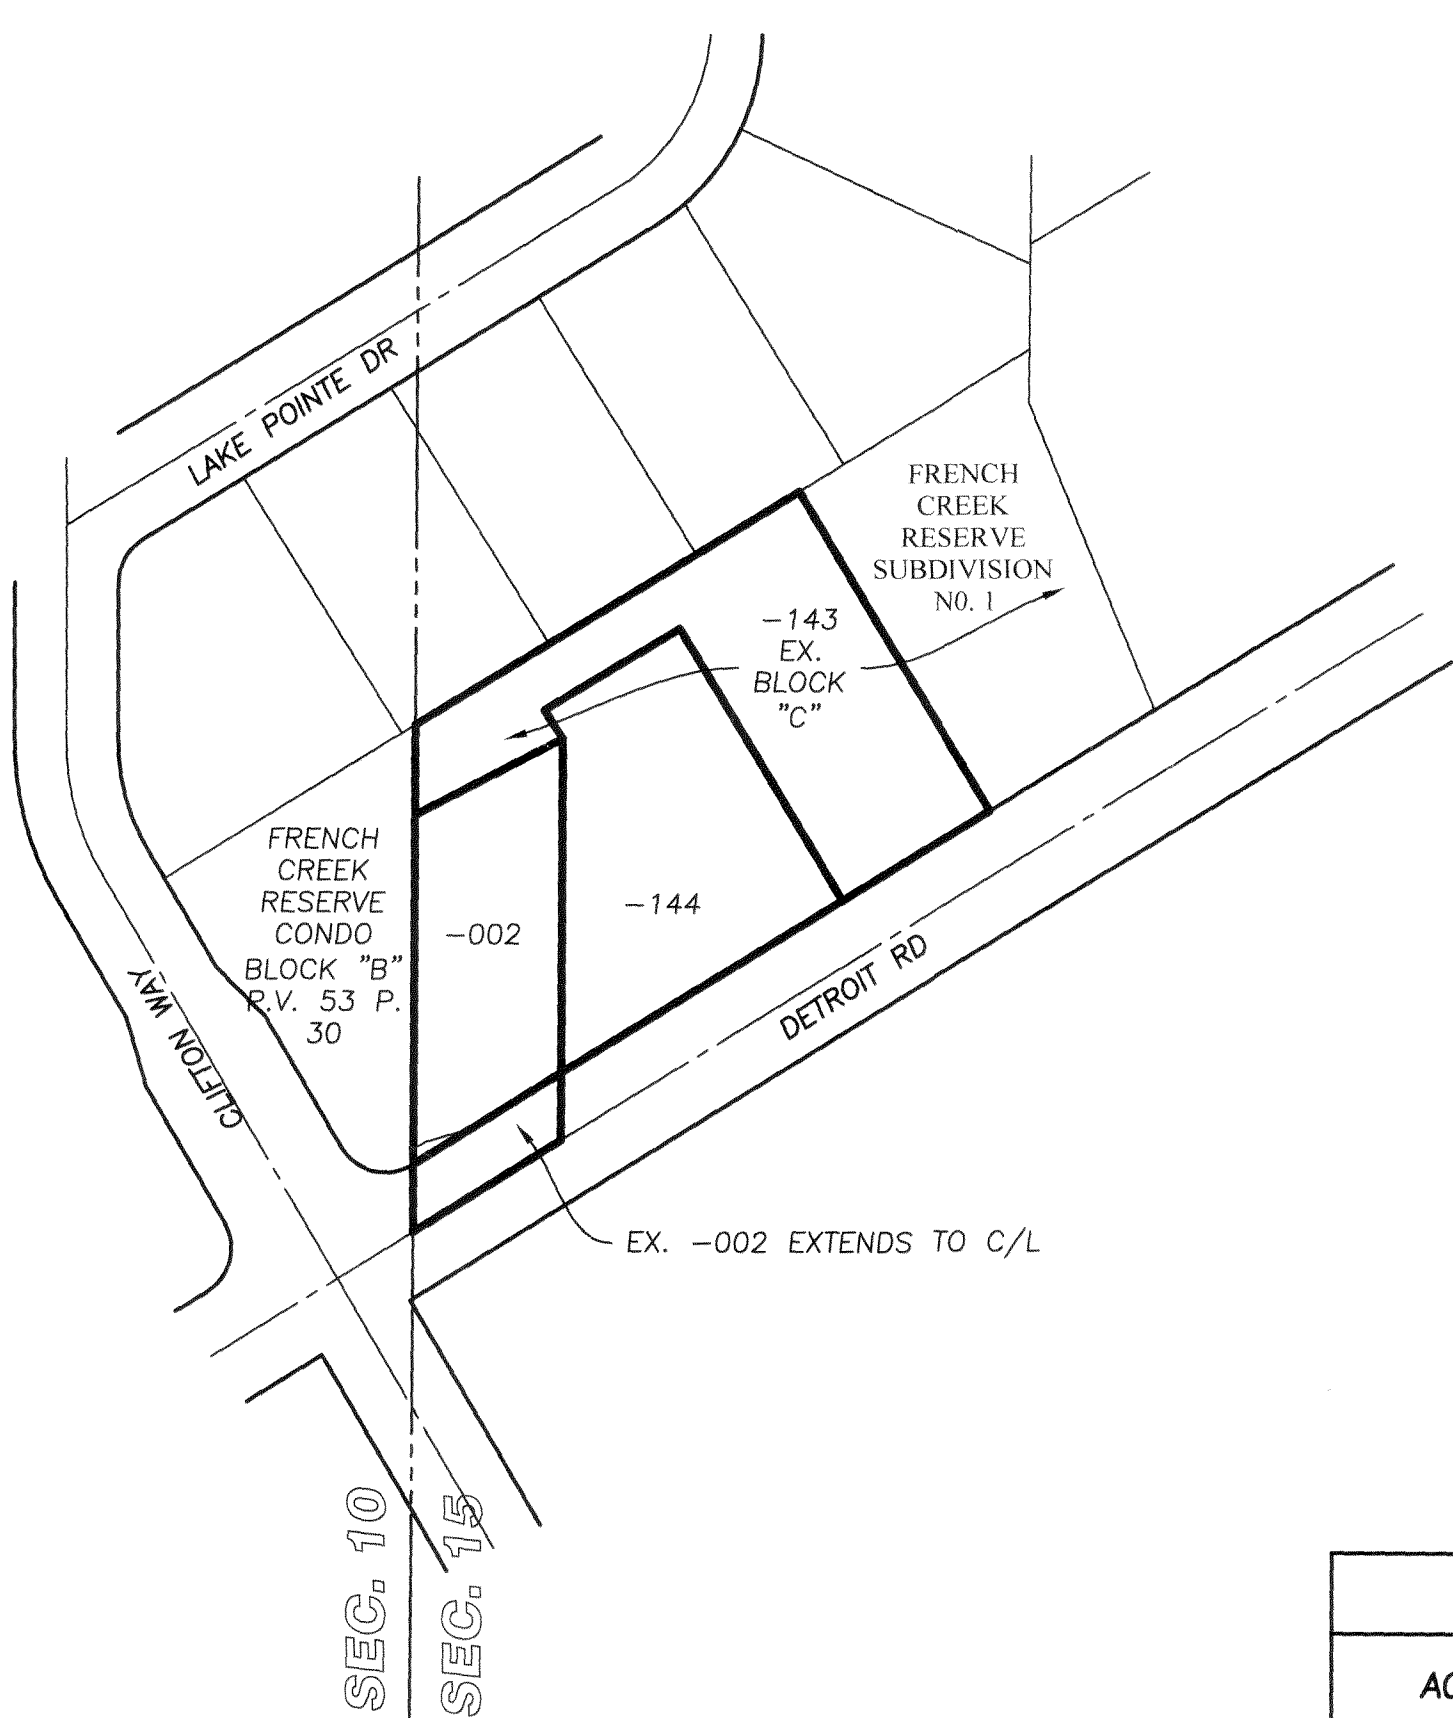 LAKE POINTE DR
FRENCH
CREEK
RESERVE
SUBDIVISION
N0. 1
-143
EX.
BLOCK
"C"
FRENCH
CREEK
RESERVE
CONDO
BLOCK "B"
P.V. 53 P.
30
-002
-144
CLIFTON WAY
DETROIT RD
EX. -002 EXTENDS TO C/L
SEC. 10
SEC. 15